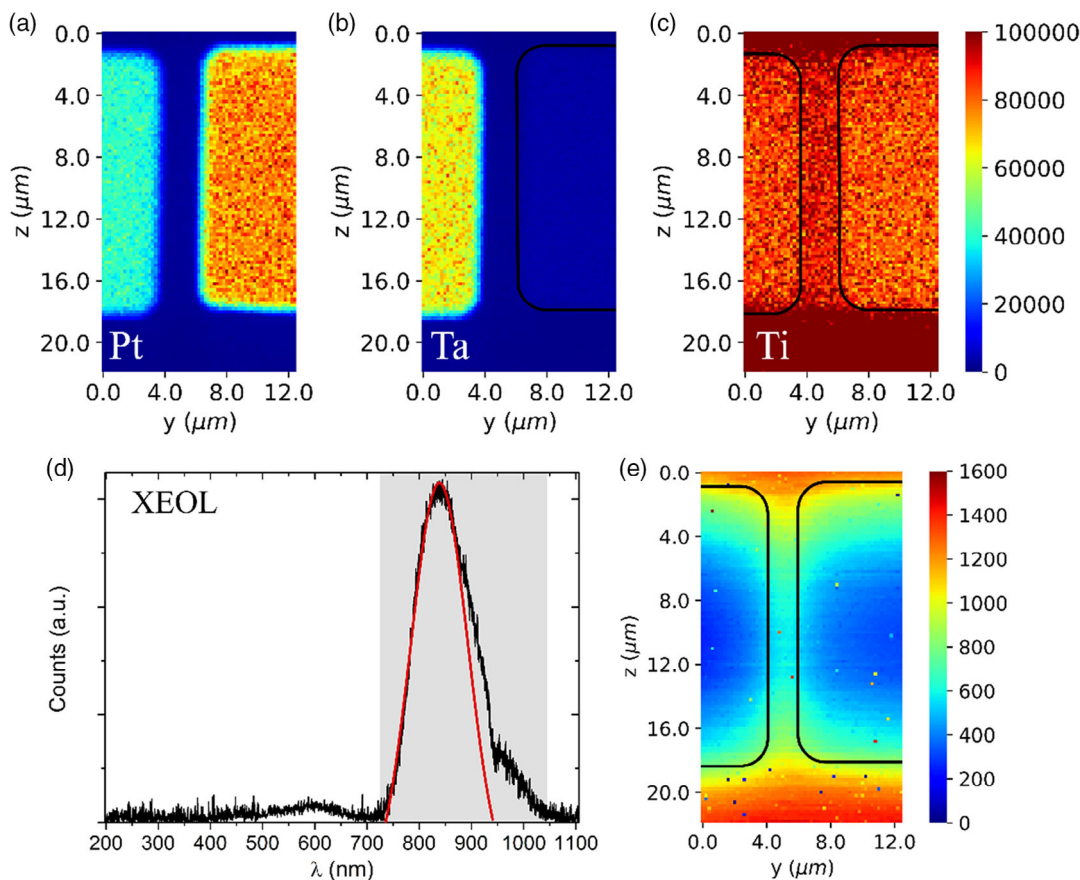 (a) (b) (c)
0.0
4.0
8.0
12.0
16.0
20.0
z (μm)
Pt
0.0 4.0 8.0 12.0
y (μm)
0.0
4.0
8.0
12.0
16.0
20.0
z (μm)
Ta
0.0 4.0 8.0 12.0
y (μm)
0.0
4.0
8.0
12.0
16.0
20.0
z (μm)
Ti
0.0 4.0 8.0 12.0
y (μm)
100000
80000
60000
40000
20000
0
(d)
XEOL
Counts (a.u.)
200 300 400 500 600 700 800 900 1000 1100
λ (nm)
(e)
0.0
4.0
8.0
12.0
16.0
20.0
z (μm)
0.0 4.0 8.0 12.0
y (μm)
1600
1400
1200
1000
800
600
400
200
0